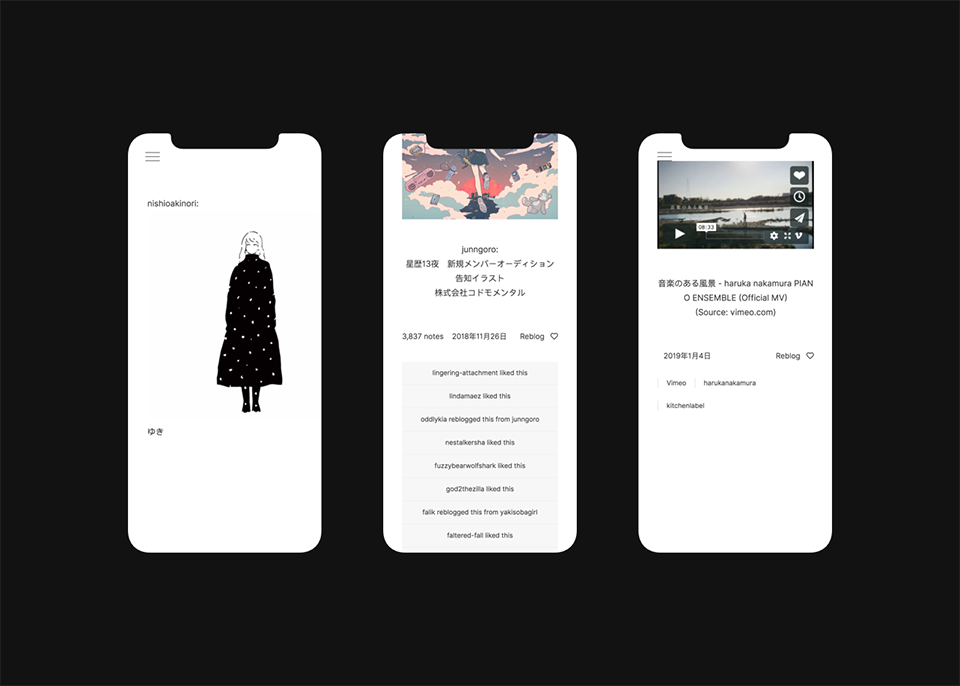 nishioakinori:
ゆき
junngoro:
星歴13夜　新規メンバーオーディション
告知イラスト
株式会社コドモメンタル
3,837 notes 2018年11月26日 Reblog
lingering-attachment liked this
lindamaez liked this
oddiykia reblogged this from junngoro
nestalkersha liked this
fuzzybearwolfshark liked this
god2thezilla liked this
falik reblogged this from yakisobagirl
faltered-fall liked this
08:33
音楽のある風景 - haruka nakamura PIAN
O ENSEMBLE (Official MV)
(Source: vimeo.com)
2019年1月4日 Reblog
Vimeo harukanakamura
kitchenlabel